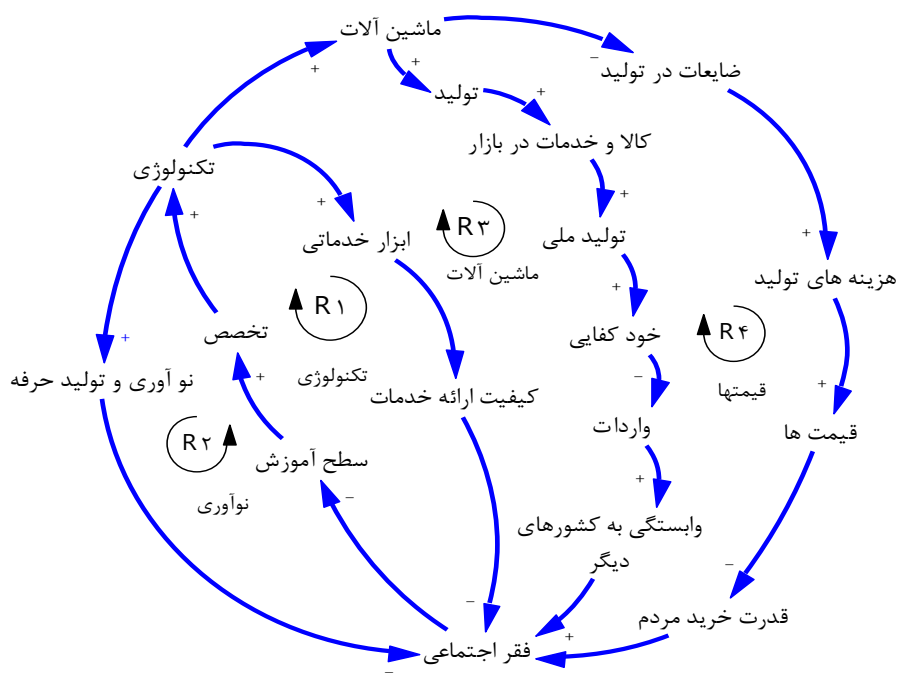 ماشین آلات
ضایعات در تولید
تولید
کالا و خدمات در بازار
تکنولوژی
ابزار خدماتی
R۳
تولید ملی
ماشین آلات
هزینه های تولید
R۱
تخصص
خود کفایی
R۴
نو آوری و تولید حرفه
تکنولوژی
کیفیت ارائه خدمات
قیمتها
R۲
واردات
قیمت ها
سطح آموزش
نوآوری
وابستگی به کشورهای
دیگر
قدرت خرید مردم
فقر اجتماعی
+
+
−
+
+
+
+
+
+
+
+
−
+
+
−
+
−
−
+
−